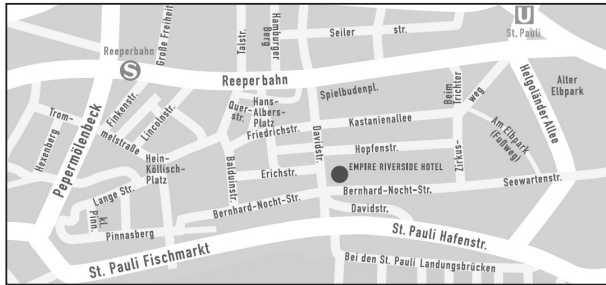 U
St. Pauli
Große Freiheit
Talstr.
Hamburger
Berg
Seiler
str.
Reeperbahn
S
Reeperbahn
Spielbudenpl.
Beim
Trichter
Helgoländer Allee
Alter
Elbpark
weg
Am Elbpark
(Fußweg)
Zirkus-
Finkenstr.
Lincolnstr.
Trom-
melstraße
Hexenberg
Pepermölenbeck
Quer-
str.
Hans-
Albers-
Platz
Friedrichstr.
Davidstr.
Kastanienallee
Hopfenstr.
Hein-
Köllisch-
Platz
Balduinstr.
Erichstr.
EMPIRE RIVERSIDE HOTEL
Bernhard-Nocht-Str.
Seewartenstr.
Lange Str.
kl.
Pinn.
Pinnasberg
Bernhard-Nocht-Str.
Davidstr.
St. Pauli Fischmarkt
St. Pauli Hafenstr.
Bei den St. Pauli Landungsbrücken